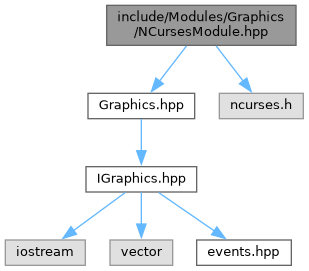 include/Modules/Graphics
/NCursesModule.hpp
Graphics.hpp
ncurses.h
IGraphics.hpp
iostream
vector
events.hpp